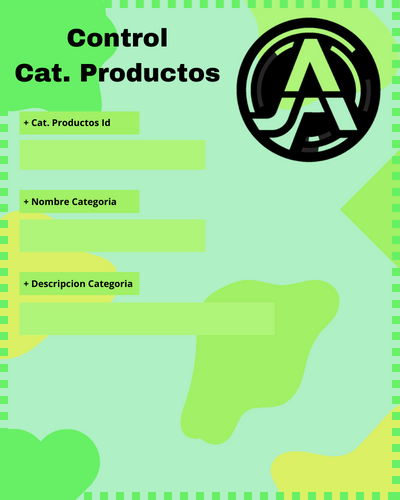 Control
Cat. Productos
+ Cat. Productos Id
+ Nombre Categoria
+ Descripcion Categoria